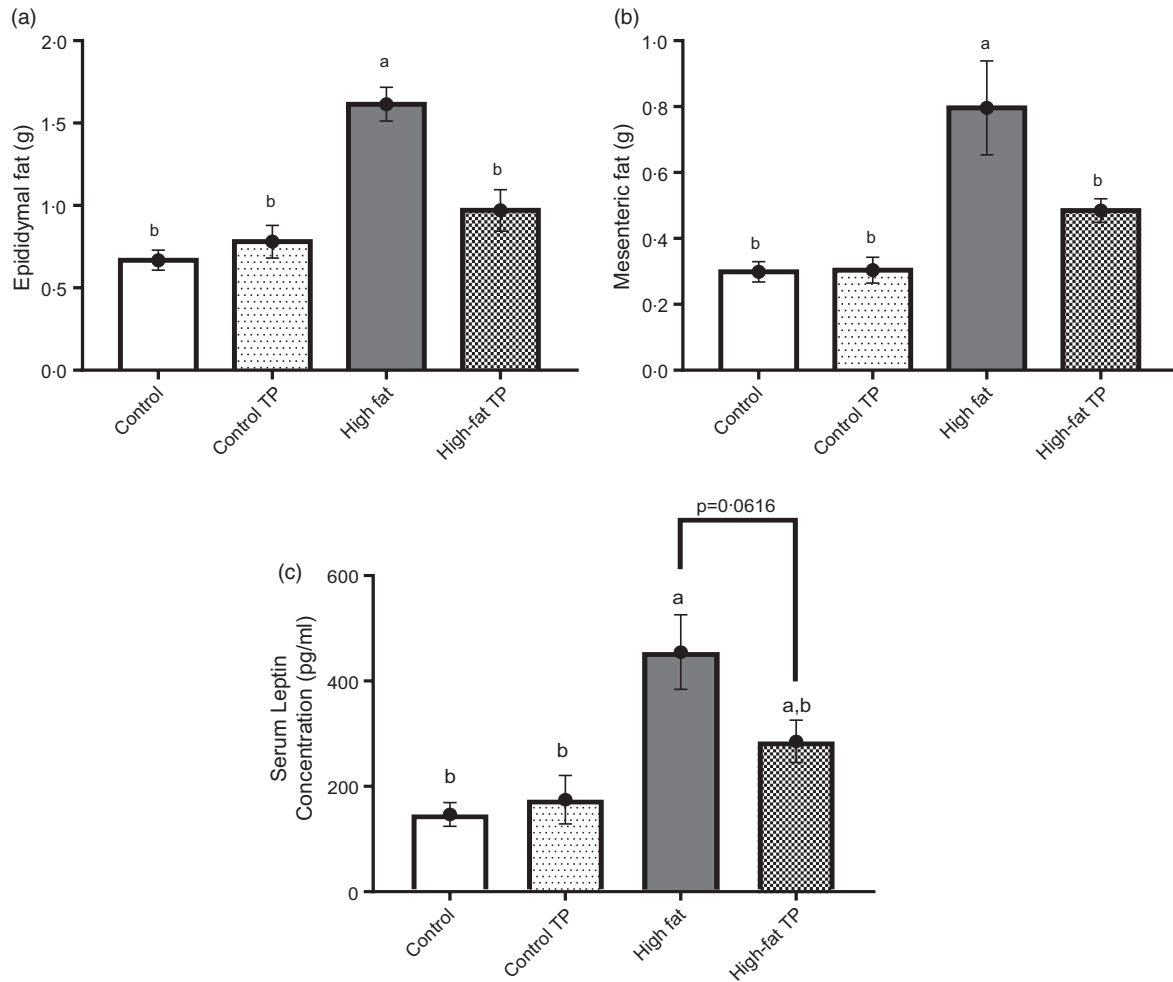 (a)
2·0
1·5
1·0
0·5
0·0
Epididymal fat (g)
b
b
a
b
Control
Control TP
High fat
High-fat TP
(b)
1·0
0·8
0·6
0·4
0·2
0·0
Mesenteric fat (g)
b
b
a
b
Control
Control TP
High fat
High-fat TP
(c)
600
400
200
0
Serum Leptin
Concentration (pg/ml)
p=0·0616
b
b
a
a,b
Control
Control TP
High fat
High-fat TP